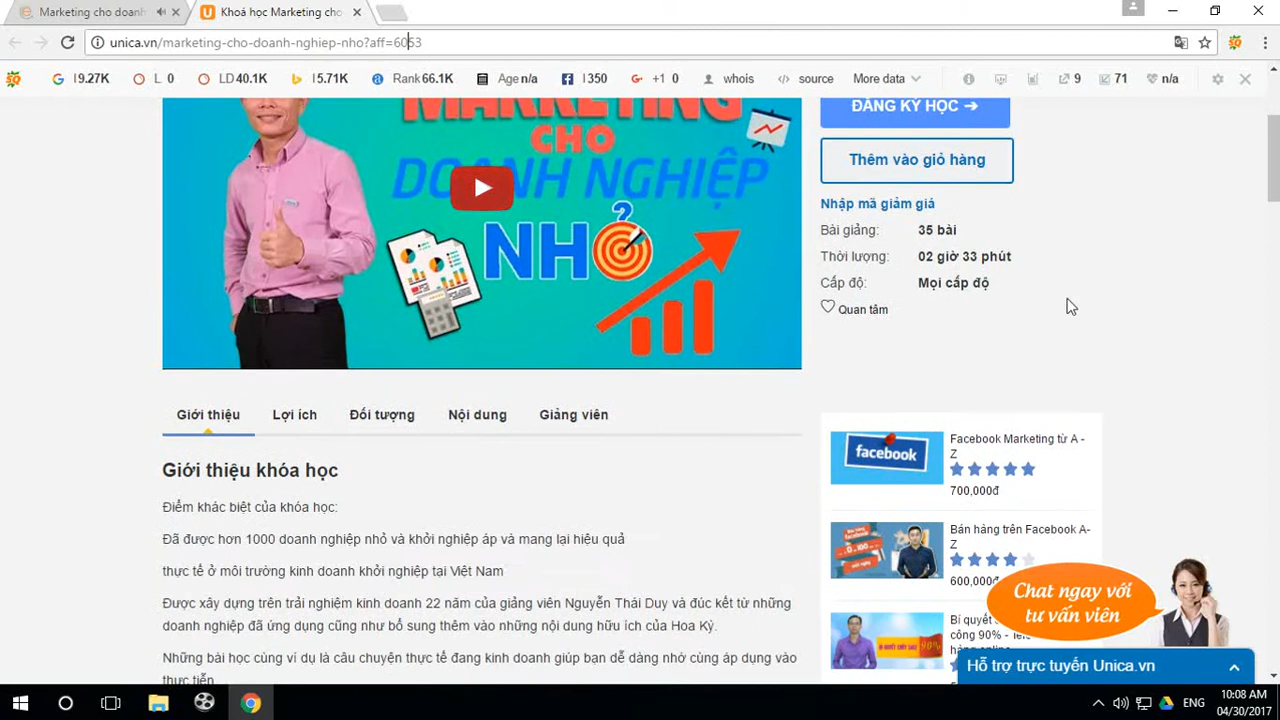 Marketing cho doanh
Khoá học Marketing cho
unica.vn/marketing-cho-doanh-nghiep-nho?aff=6053
I 9.27K
L 0
LD 40.1K
I 5.71K
Rank 66.1K
Age n/a
I 350
+1 0
whois
source
More data
9
71
n/a
MARKETING
CHO
DOANH NGHIỆP
NHỎ
ĐĂNG KÝ HỌC ➔
Thêm vào giỏ hàng
Nhập mã giảm giá
Bài giảng: 35 bài
Thời lượng: 02 giờ 33 phút
Cấp độ: Mọi cấp độ
Quan tâm
Giới thiệu
Lợi ích
Đối tượng
Nội dung
Giảng viên
Giới thiệu khóa học
Điểm khác biệt của khóa học:
Đã được hơn 1000 doanh nghiệp nhỏ và khởi nghiệp áp và mang lại hiệu quả
thực tế ở môi trường kinh doanh khởi nghiệp tại Việt Nam
Được xây dựng trên trải nghiệm kinh doanh 22 năm của giảng viên Nguyễn Thái Duy và đúc kết từ những
doanh nghiệp đã ứng dụng cũng như bổ sung thêm vào những nội dung hữu ích của Hoa Kỳ.
Những bài học cùng ví dụ là câu chuyện thực tế đang kinh doanh giúp bạn dễ dàng nhớ cùng áp dụng vào
thực tiễn
facebook
Facebook Marketing từ A -
Z
700,000đ
Bán hàng trên Facebook A-
Z
600,000đ
Bí quyết
công 90% -
Chat ngay với
tư vấn viên
Hỗ trợ trực tuyến Unica.vn
ENG
10:08 AM
04/30/2017